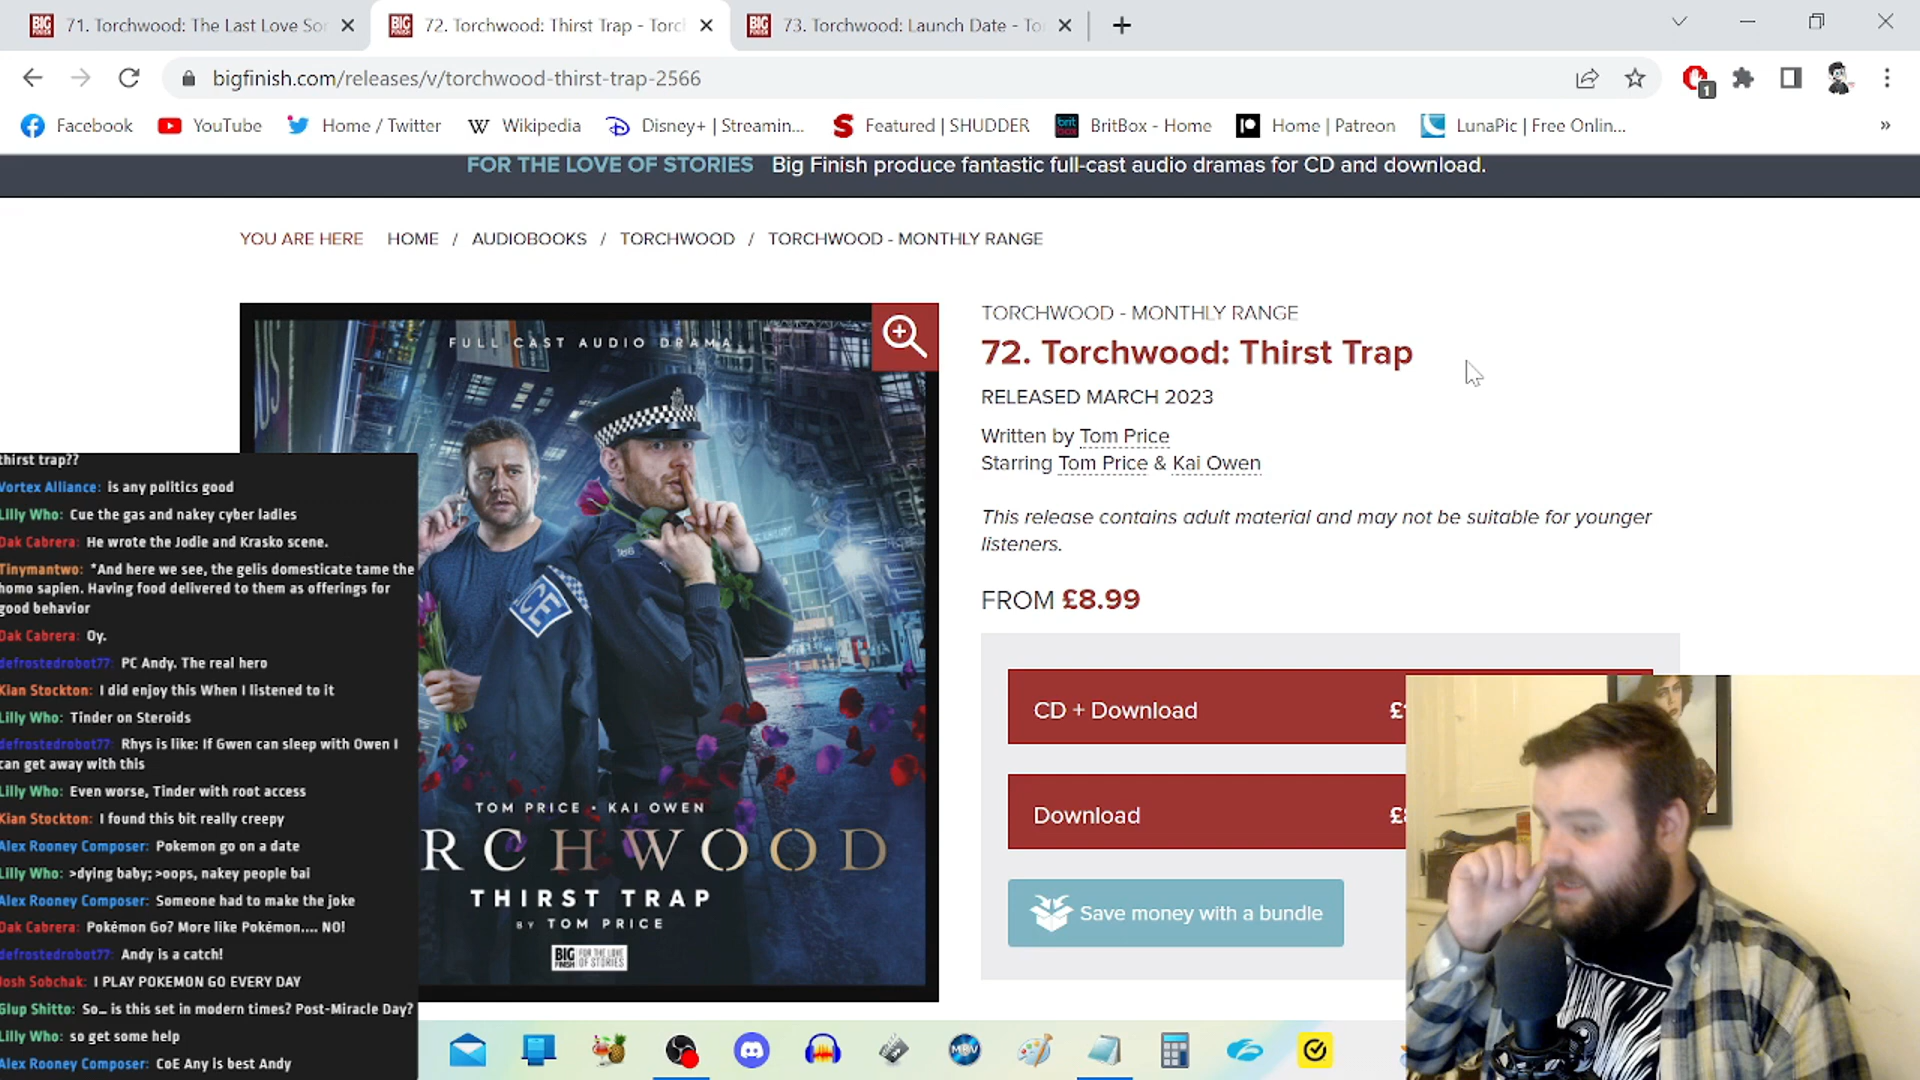 71. Torchwood: The Last Love Sor
72. Torchwood: Thirst Trap - Torc
73. Torchwood: Launch Date - To
bigfinish.com/releases/v/torchwood-thirst-trap-2566
1
Facebook
YouTube
Home / Twitter
Wikipedia
Disney+ | Streamin...
Featured | SHUDDER
BritBox - Home
Home | Patreon
LunaPic | Free Onlin...
»
FOR THE LOVE OF STORIES Big Finish produce fantastic full-cast audio dramas for CD and download.
YOU ARE HERE HOME / AUDIOBOOKS / TORCHWOOD / TORCHWOOD - MONTHLY RANGE
FULL CAST AUDIO DRAMA
TOM PRICE · KAI OWEN
RCHWOOD
THIRST TRAP
BY TOM PRICE
BIG FINISH FOR THE LOVE OF STORIES
TORCHWOOD - MONTHLY RANGE
72. Torchwood: Thirst Trap
RELEASED MARCH 2023
Written by Tom Price
Starring Tom Price & Kai Owen
This release contains adult material and may not be suitable for younger
listeners.
FROM £8.99
CD + Download £
Download £
Save money with a bundle
thirst trap??
Vortex Alliance: is any politics good
Lilly Who: Cue the gas and nakey cyber ladies
Dak Cabrera: He wrote the Jodie and Krasko scene.
Tinymantwo: *And here we see, the gelis domesticate tame the
homo sapien. Having food delivered to them as offerings for
good behavior
Dak Cabrera: Oy.
defrostedrobot77: PC Andy. The real hero
Kian Stockton: I did enjoy this When I listened to it
Lilly Who: Tinder on Steroids
defrostedrobot77: Rhys is like: If Gwen can sleep with Owen I
can get away with this
Lilly Who: Even worse, Tinder with root access
Kian Stockton: I found this bit really creepy
Alex Rooney Composer: Pokemon go on a date
Lilly Who: >dying baby; >oops, nakey people bai
Alex Rooney Composer: Someone had to make the joke
Dak Cabrera: Pokémon Go? More like Pokémon.... NO!
defrostedrobot77: Andy is a catch!
Josh Sobchak: I PLAY POKEMON GO EVERY DAY
Glup Shitto: So... is this set in modern times? Post-Miracle Day?
Lilly Who: so get some help
Alex Rooney Composer: CoE Any is best Andy